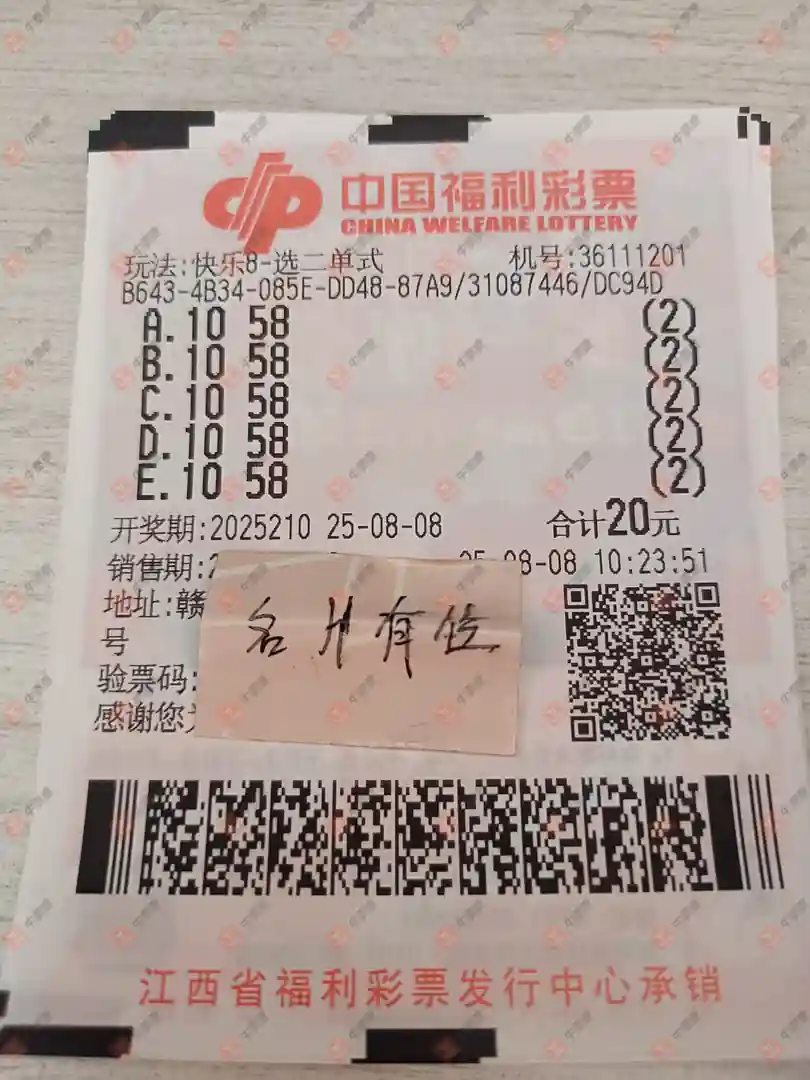 中国福利彩票
CHINA WELFARE LOTTERY
玩法:快乐8-选二单式 机号:36111201
B643-4B34-085E-DD48-87A9/31087446/DC94D
A.10 58 (2)
B.10 58 (2)
C.10 58 (2)
D.10 58 (2)
E.10 58 (2)
开奖期:2025210 25-08-08 合计20元
销售期:2 25-08-08 10:23:51
地址:赣
号
名片有位
验票码:
感谢您为
江西省福利彩票发行中心承销